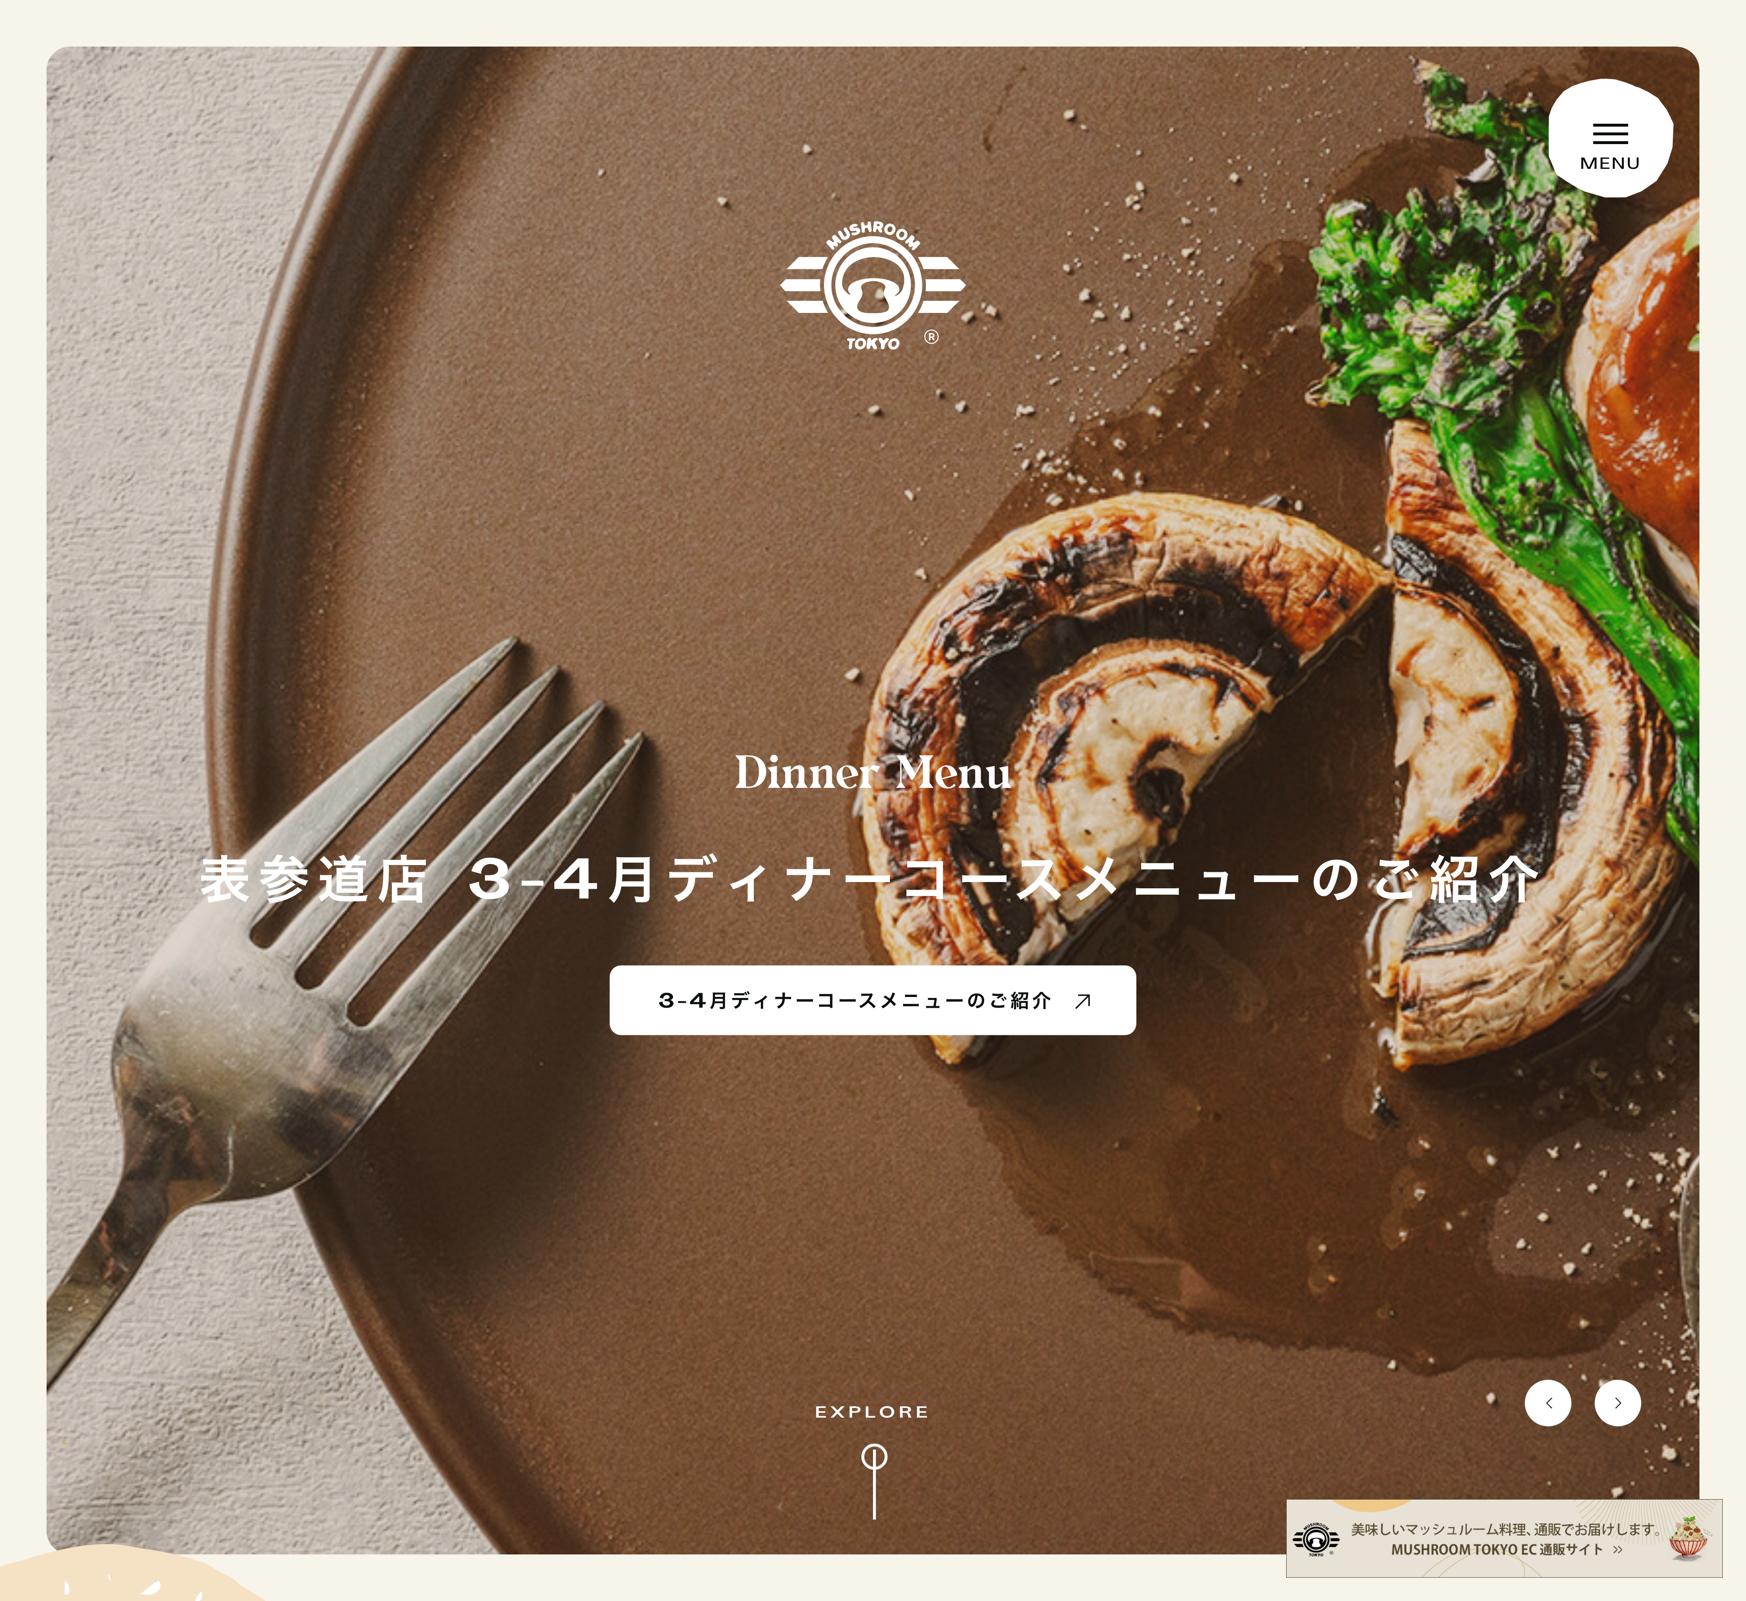 MENU
MUSHROOM
TOKYO
®
Dinner Menu
表参道店 3-4月ディナーコースメニューのご紹介
3-4月ディナーコースメニューのご紹介
EXPLORE
MUSHROOM
TOKYO
美味しいマッシュルーム料理、通販でお届けします。
MUSHROOM TOKYO EC 通販サイト »